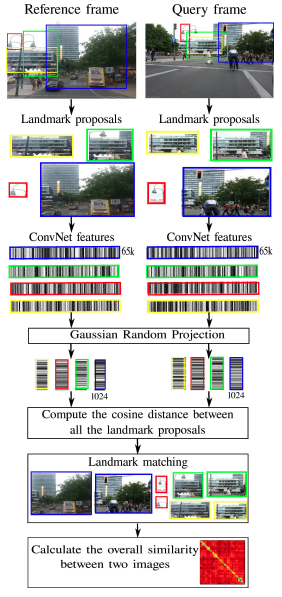 Reference frame
Query frame
Landmark proposals
Landmark proposals
ConvNet features
ConvNet features
65k
65k
Gaussian Random Projection
1024
1024
Compute the cosine distance between
all the landmark proposals
Landmark matching
Calculate the overall similarity
between two images